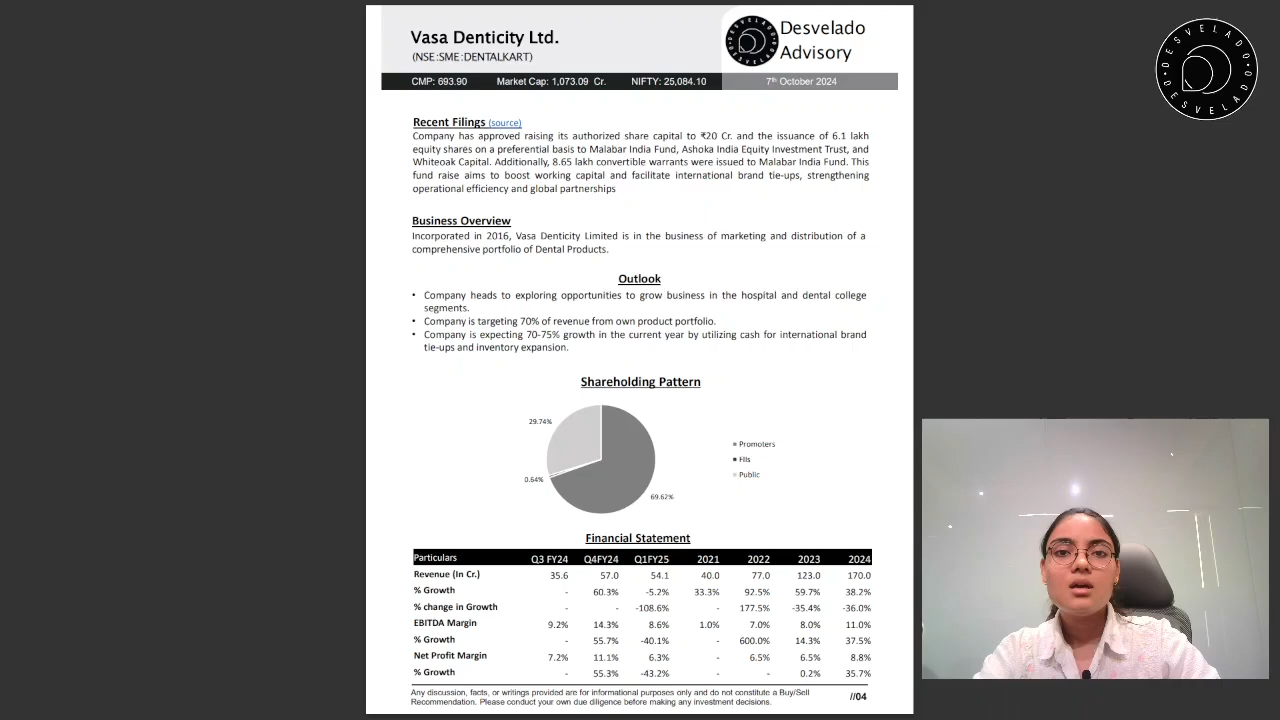 Vasa Denticity Ltd.
(NSE:SME:DENTALKART)
Desvelado
Advisory
CMP: 693.90 Market Cap: 1,073.09 Cr. NIFTY: 25,084.10 7th October 2024
Recent Filings (source)
Company has approved raising its authorized share capital to ₹20 Cr. and the issuance of 6.1 lakh
equity shares on a preferential basis to Malabar India Fund, Ashoka India Equity Investment Trust, and
Whiteoak Capital. Additionally, 8.65 lakh convertible warrants were issued to Malabar India Fund. This
fund raise aims to boost working capital and facilitate international brand tie-ups, strengthening
operational efficiency and global partnerships
Business Overview
Incorporated in 2016, Vasa Denticity Limited is in the business of marketing and distribution of a
comprehensive portfolio of Dental Products.
Outlook
• Company heads to exploring opportunities to grow business in the hospital and dental college
segments.
• Company is targeting 70% of revenue from own product portfolio.
• Company is expecting 70-75% growth in the current year by utilizing cash for international brand
tie-ups and inventory expansion.
Shareholding Pattern
29.74%
0.64%
69.62%
Promoters
FIIs
Public
Financial Statement
Particulars Q3 FY24 Q4FY24 Q1FY25 2021 2022 2023 2024
Revenue (In Cr.) 35.6 57.0 54.1 40.0 77.0 123.0 170.0
% Growth - 60.3% -5.2% 33.3% 92.5% 59.7% 38.2%
% change in Growth - - -108.6% - 177.5% -35.4% -36.0%
EBITDA Margin 9.2% 14.3% 8.6% 1.0% 7.0% 8.0% 11.0%
% Growth - 55.7% -40.1% - 600.0% 14.3% 37.5%
Net Profit Margin 7.2% 11.1% 6.3% - 6.5% 6.5% 8.8%
% Growth - 55.3% -43.2% - - 0.2% 35.7%
Any discussion, facts, or writings provided are for informational purposes only and do not constitute a Buy/Sell
Recommendation. Please conduct your own due diligence before making any investment decisions.
//04
DESVELADO
DESVELADO